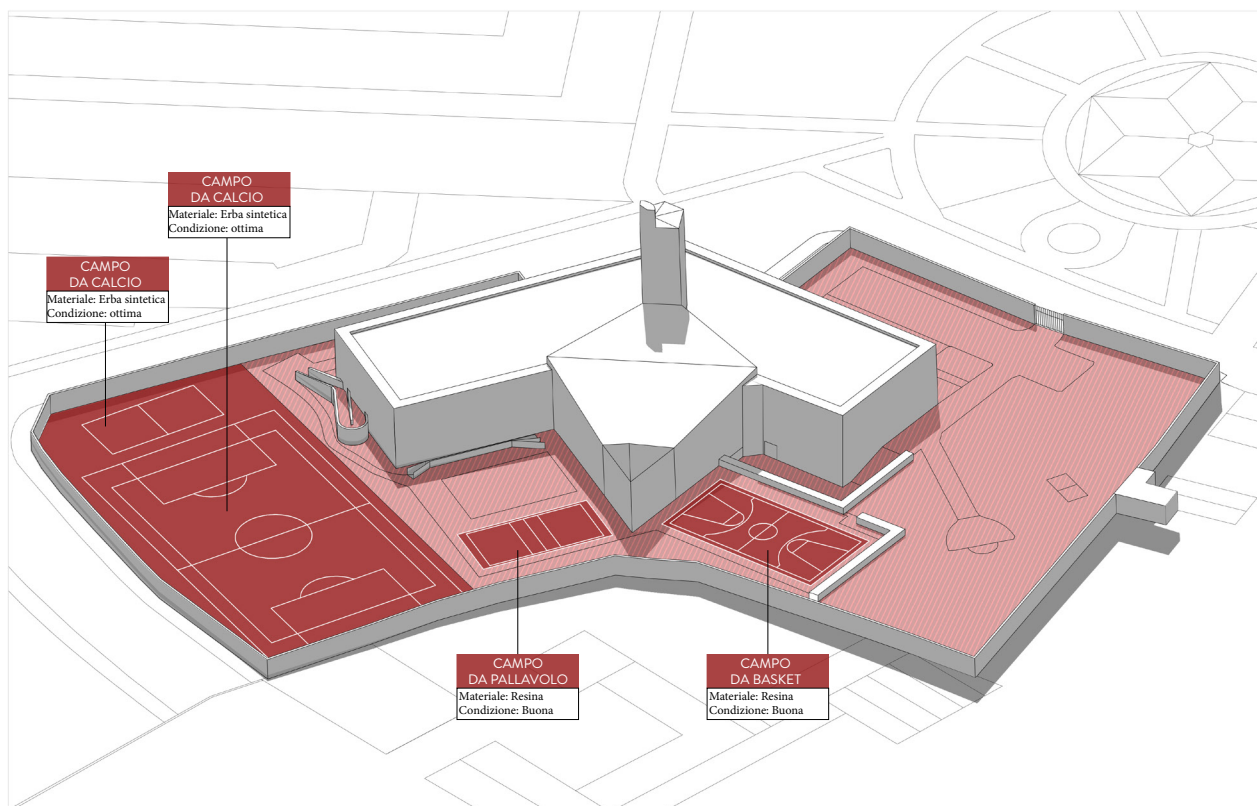 CAMPO
DA CALCIO
Materiale: Erba sintetica
Condizione: ottima
CAMPO
DA CALCIO
Materiale: Erba sintetica
Condizione: ottima
CAMPO
DA PALLAVOLO
Materiale: Resina
Condizione: Buona
CAMPO
DA BASKET
Materiale: Resina
Condizione: Buona